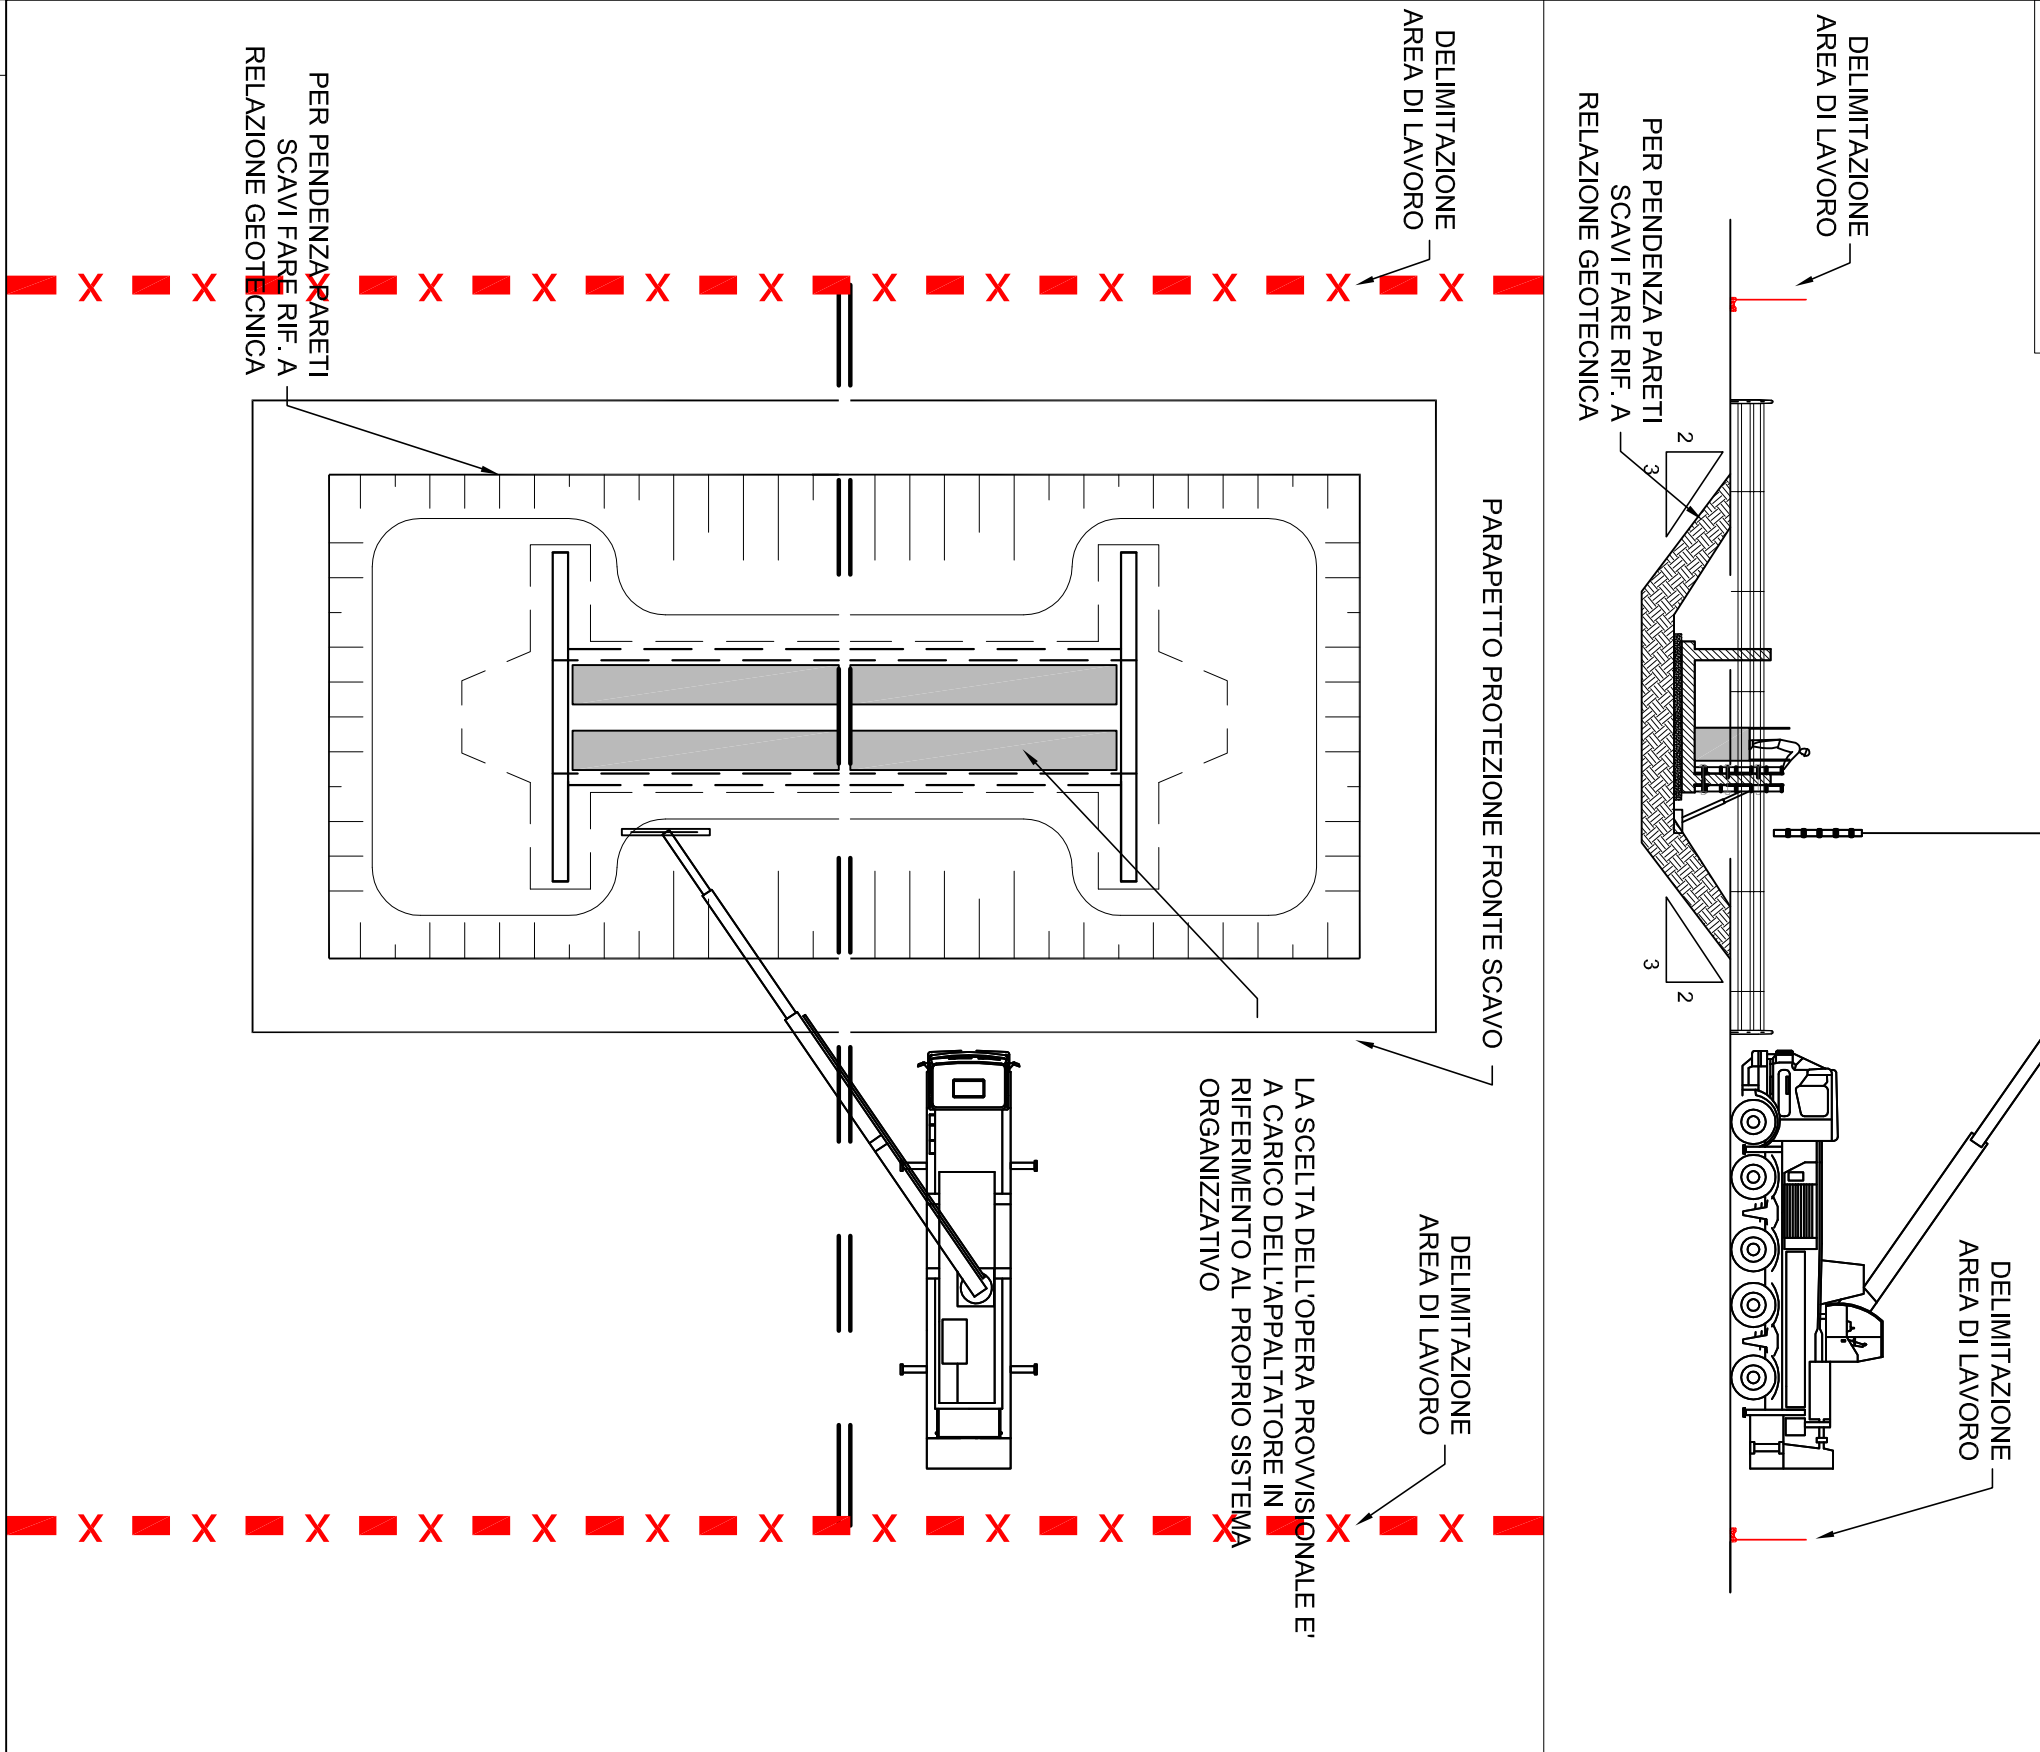 DELIMITAZIONE
AREA DI LAVORO
PER PENDENZA PARETI
SCAVI FARE RIF. A
RELAZIONE GEOTECNICA
2
3
3
2
DELIMITAZIONE
AREA DI LAVORO
DELIMITAZIONE
AREA DI LAVORO
PARAPETTO PROTEZIONE FRONTE SCAVO
LA SCELTA DELL'OPERA PROVVISIONALE E'
A CARICO DELL'APPALTATORE IN
RIFERIMENTO AL PROPRIO SISTEMA
ORGANIZZATIVO
DELIMITAZIONE
AREA DI LAVORO
PER PENDENZA PARETI
SCAVI FARE RIF. A
RELAZIONE GEOTECNICA
X X X X X X X X X X X X X
X X X X X X X X X X X X X